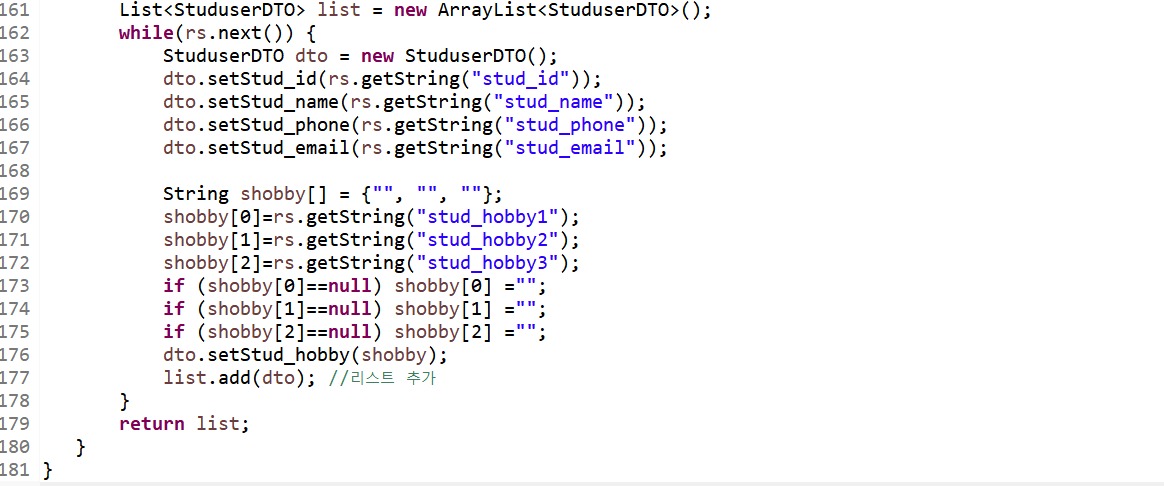 161 List<StuduserDTO> list = new ArrayList<StuduserDTO>();
162 while(rs.next()) {
163 StuduserDTO dto = new StuduserDTO();
164 dto.setStud_id(rs.getString("stud_id"));
165 dto.setStud_name(rs.getString("stud_name"));
166 dto.setStud_phone(rs.getString("stud_phone"));
167 dto.setStud_email(rs.getString("stud_email"));
168
169 String shobby[] = {"", "", ""};
170 shobby[0]=rs.getString("stud_hobby1");
171 shobby[1]=rs.getString("stud_hobby2");
172 shobby[2]=rs.getString("stud_hobby3");
173 if (shobby[0]==null) shobby[0] ="";
174 if (shobby[1]==null) shobby[1] ="";
175 if (shobby[2]==null) shobby[2] ="";
176 dto.setStud_hobby(shobby);
177 list.add(dto); //리스트 추가
178 }
179 return list;
180 }
181 }